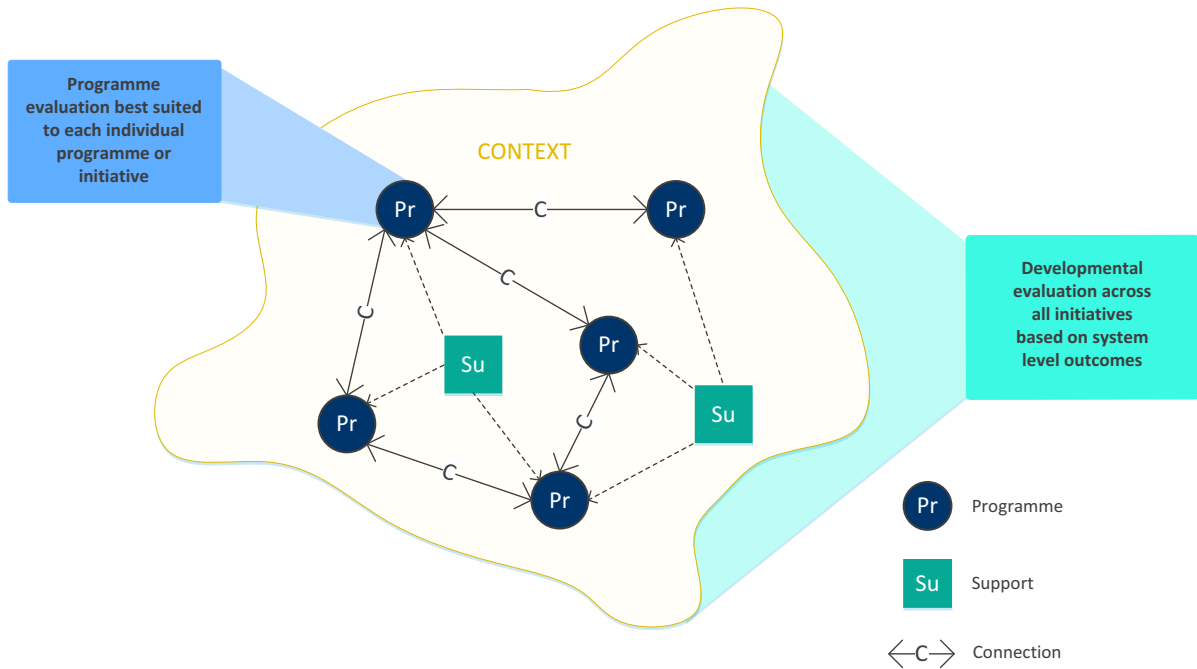 Programme
evaluation best suited
to each individual
programme or
initiative
CONTEXT
Pr
C
Pr
C
C
Pr
Su
Pr
C
Su
C
Pr
Developmental
evaluation across
all initiatives
based on system
level outcomes
Pr Programme
Su Support
C Connection